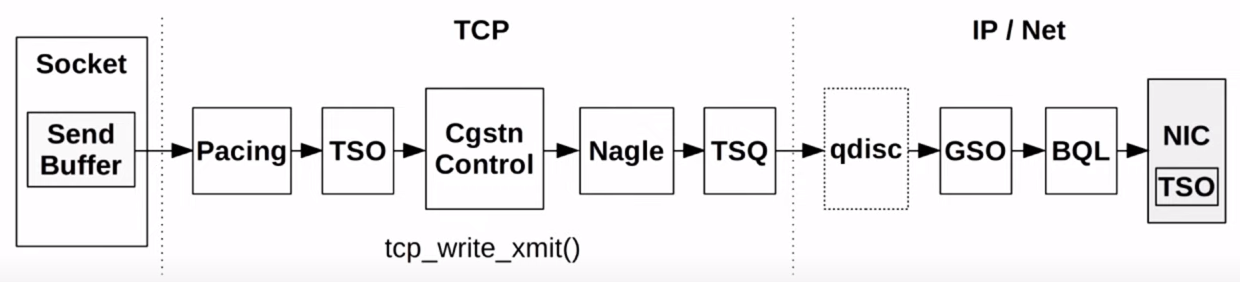 TCP
IP / Net
Socket
Send
Buffer
Pacing
TSO
Cgstn
Control
Nagle
TSQ
qdisc
GSO
BQL
NIC
TSO
tcp_write_xmit()